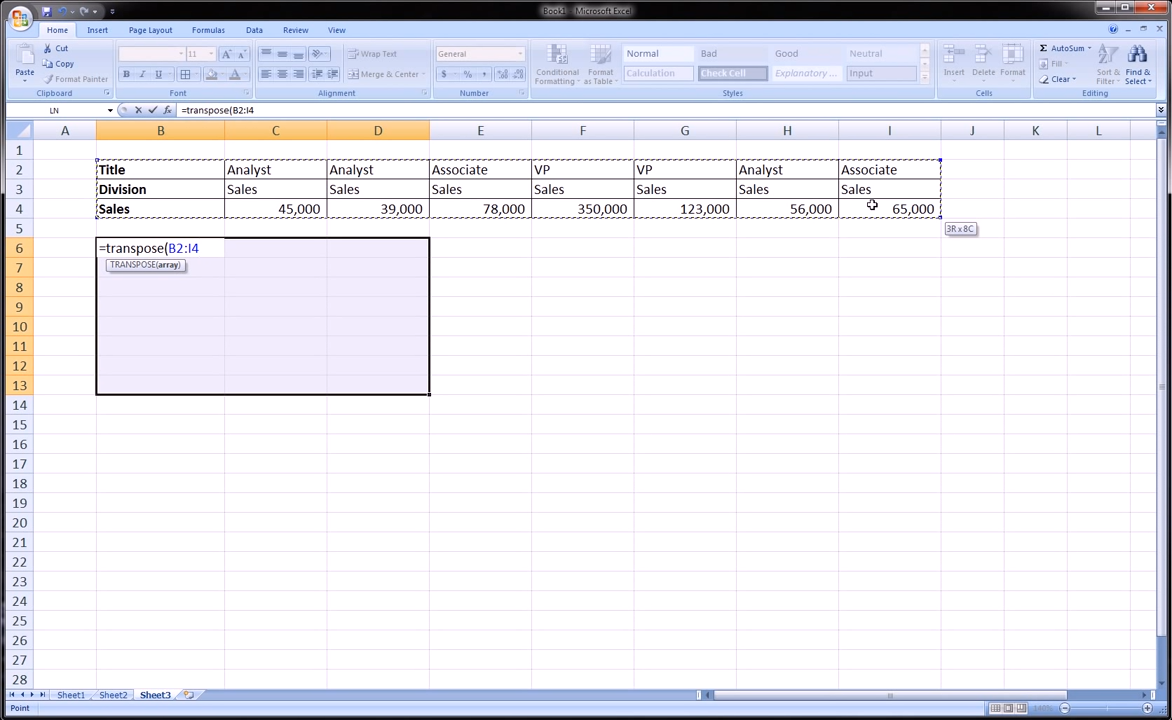 Book1 - Microsoft Excel
Home Insert Page Layout Formulas Data Review View
Paste Cut Copy Format Painter Clipboard
11 B I U Font
Wrap Text Merge & Center Alignment
General $ % , Number
Conditional Formatting Format as Table Normal Bad Good Neutral Calculation Check Cell Explanatory ... Input Styles
Insert Delete Format Cells
AutoSum Fill Clear Sort & Filter Find & Select Editing
LN fx =transpose(B2:I4
A B C D E F G H I J K L
1
2 Title Analyst Analyst Associate VP VP Analyst Associate
3 Division Sales Sales Sales Sales Sales Sales Sales
4 Sales 45,000 39,000 78,000 350,000 123,000 56,000 65,000
5 3R x 8C
6 =transpose(B2:I4
7 TRANSPOSE(array)
8
9
10
11
12
13
14
15
16
17
18
19
20
21
22
23
24
25
26
27
28
Sheet1 Sheet2 Sheet3
Point 140%